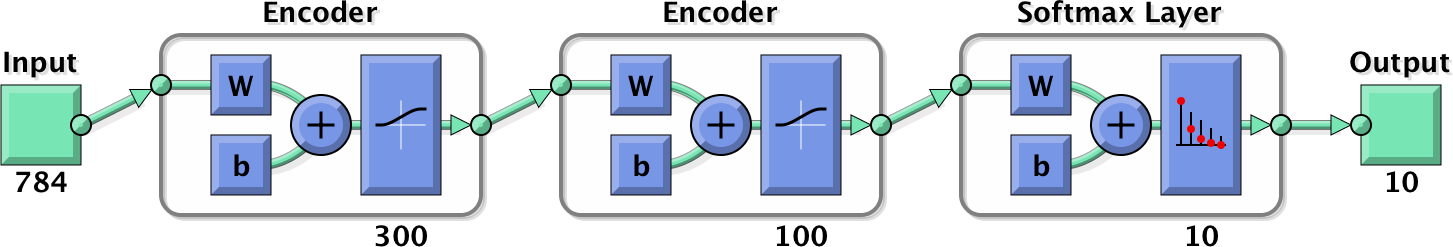 Encoder Encoder Softmax Layer
Input Output
W W W
+ + +
b b b
784 10
300 100 10